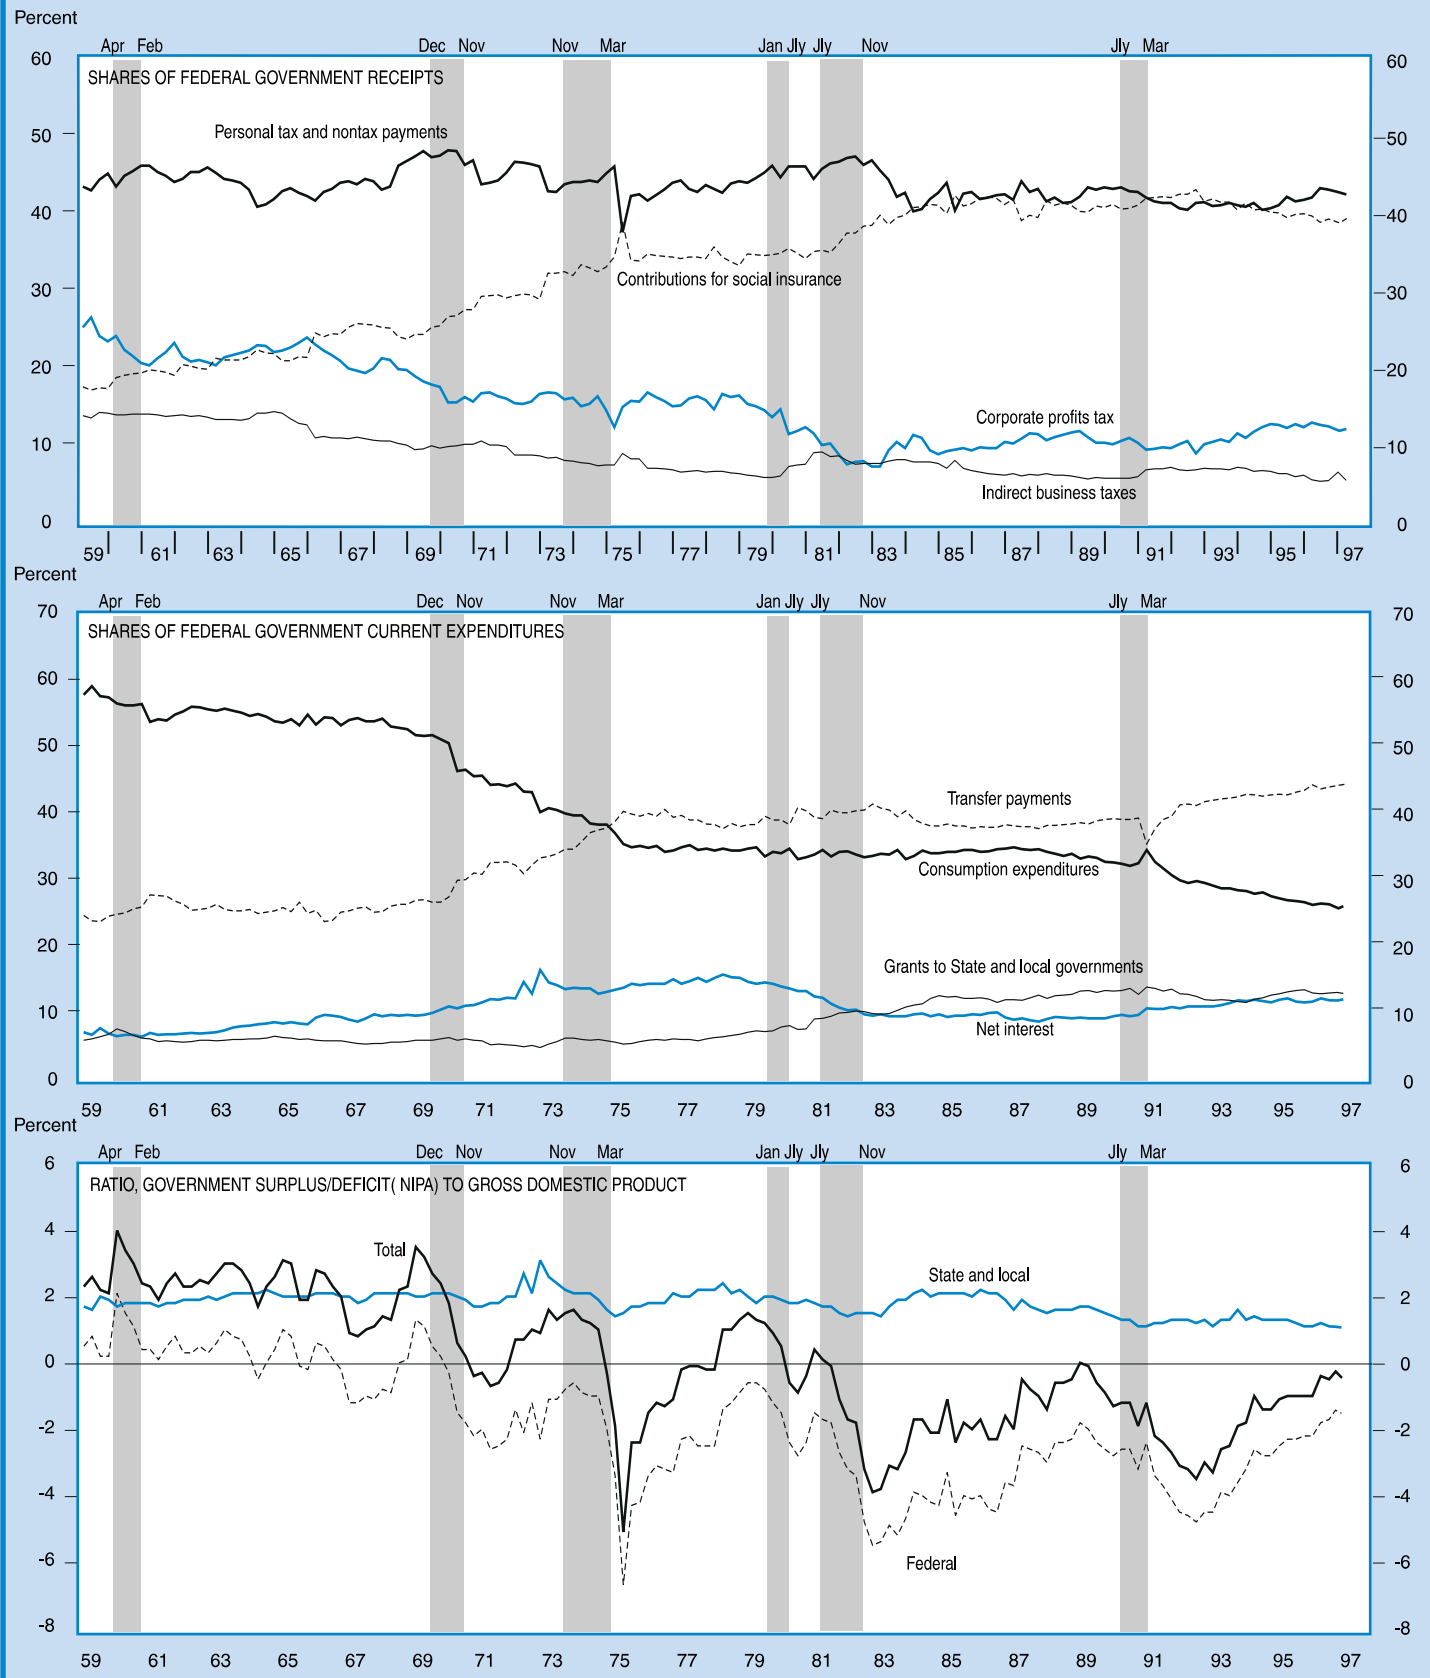 Percent
Apr Feb Dec Nov Nov Mar Jan Jly Jly Nov Jly Mar
60 60
SHARES OF FEDERAL GOVERNMENT RECEIPTS
Personal tax and nontax payments
50 50
40 40
Contributions for social insurance
30 30
20 20
Corporate profits tax
10 10
Indirect business taxes
0 0
59 61 63 65 67 69 71 73 75 77 79 81 83 85 87 89 91 93 95 97
Percent
Apr Feb Dec Nov Nov Mar Jan Jly Jly Nov Jly Mar
70 70
SHARES OF FEDERAL GOVERNMENT CURRENT EXPENDITURES
60 60
50 50
Transfer payments
40 40
Consumption expenditures
30 30
20 20
Grants to State and local governments
10 10
Net interest
0 0
59 61 63 65 67 69 71 73 75 77 79 81 83 85 87 89 91 93 95 97
Percent
Apr Feb Dec Nov Nov Mar Jan Jly Jly Nov Jly Mar
6 6
RATIO, GOVERNMENT SURPLUS/DEFICIT( NIPA) TO GROSS DOMESTIC PRODUCT
4 4
Total
State and local
2 2
0 0
-2 -2
-4 -4
Federal
-6 -6
-8 -8
59 61 63 65 67 69 71 73 75 77 79 81 83 85 87 89 91 93 95 97